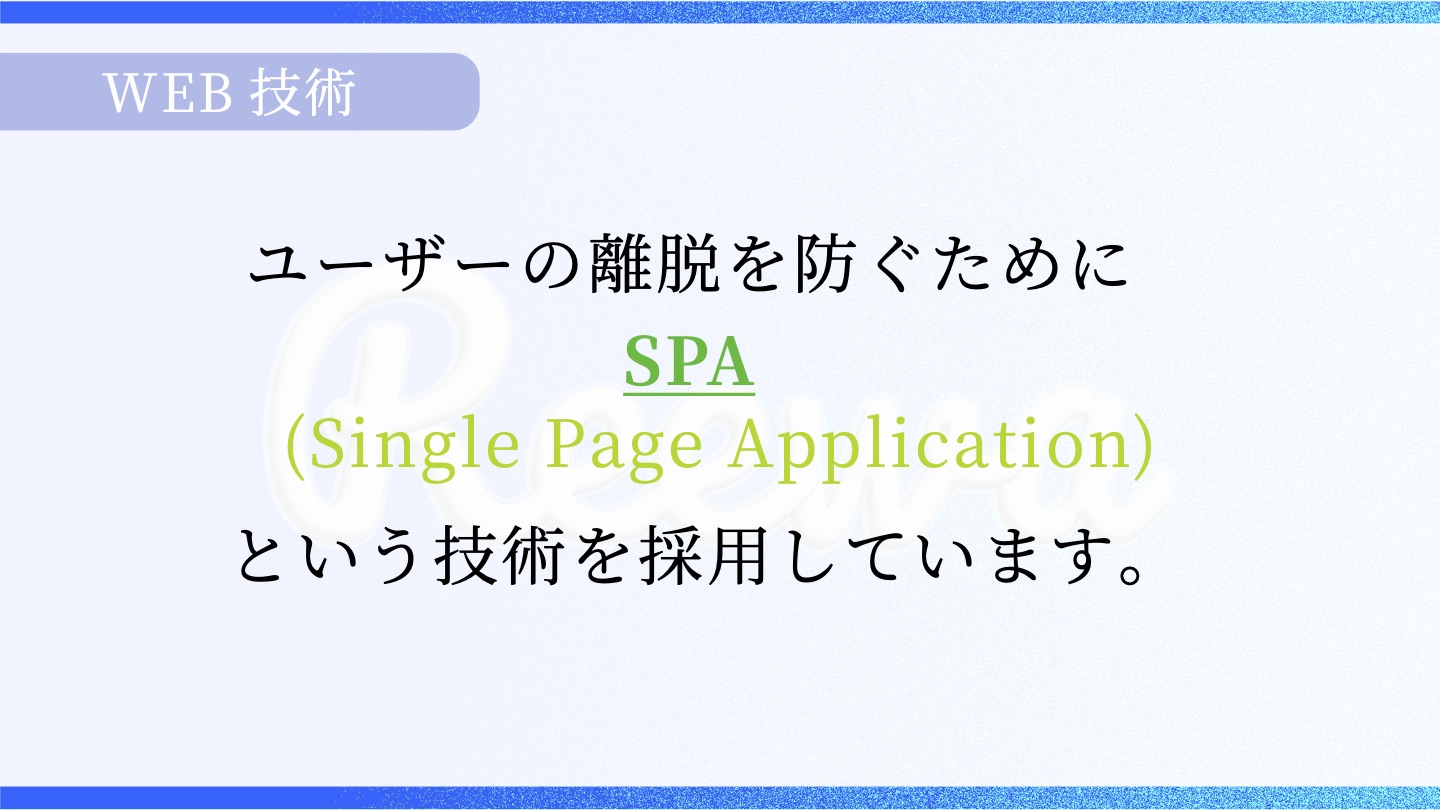 WEB 技術
ユーザーの離脱を防ぐために
SPA
(Single Page Application)
という技術を採用しています。
Reewa